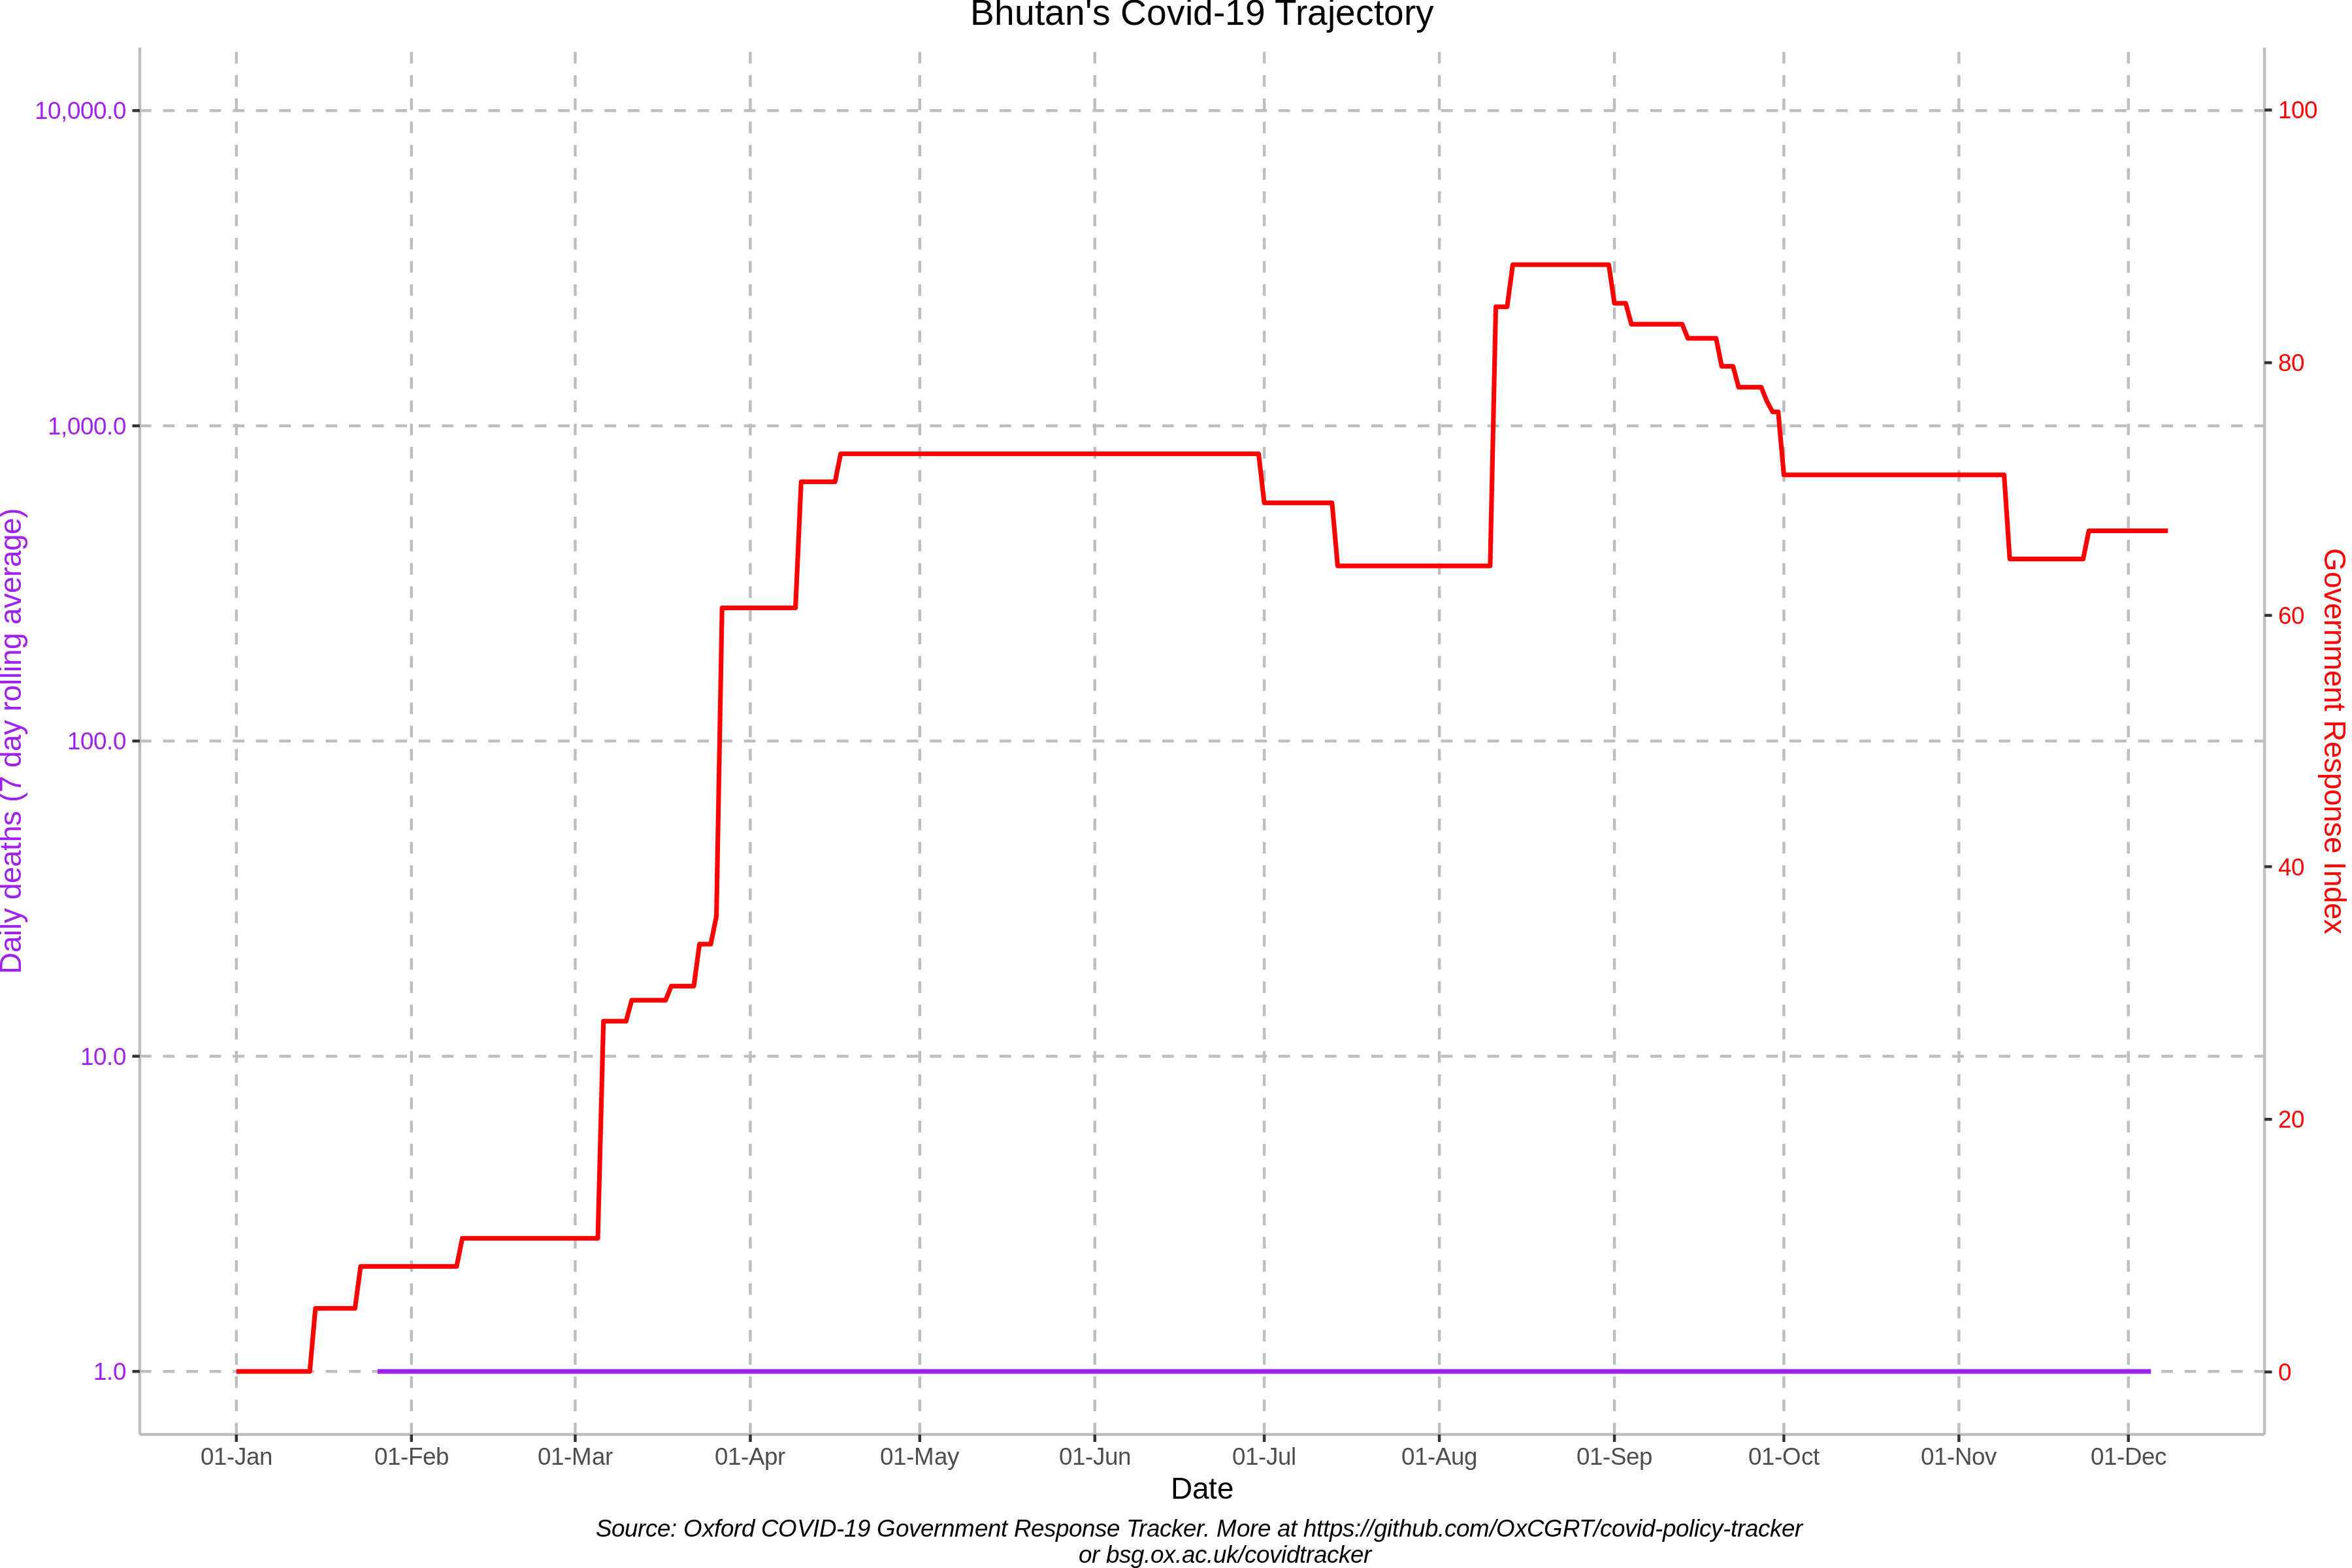 Bhutan's Covid-19 Trajectory
10,000.0
1,000.0
100.0
10.0
1.0
Daily deaths (7 day rolling average)
100
80
60
40
20
0
Government Response Index
01-Jan 01-Feb 01-Mar 01-Apr 01-May 01-Jun 01-Jul 01-Aug 01-Sep 01-Oct 01-Nov 01-Dec
Date
Source: Oxford COVID-19 Government Response Tracker. More at https://github.com/OxCGRT/covid-policy-tracker
or bsg.ox.ac.uk/covidtracker